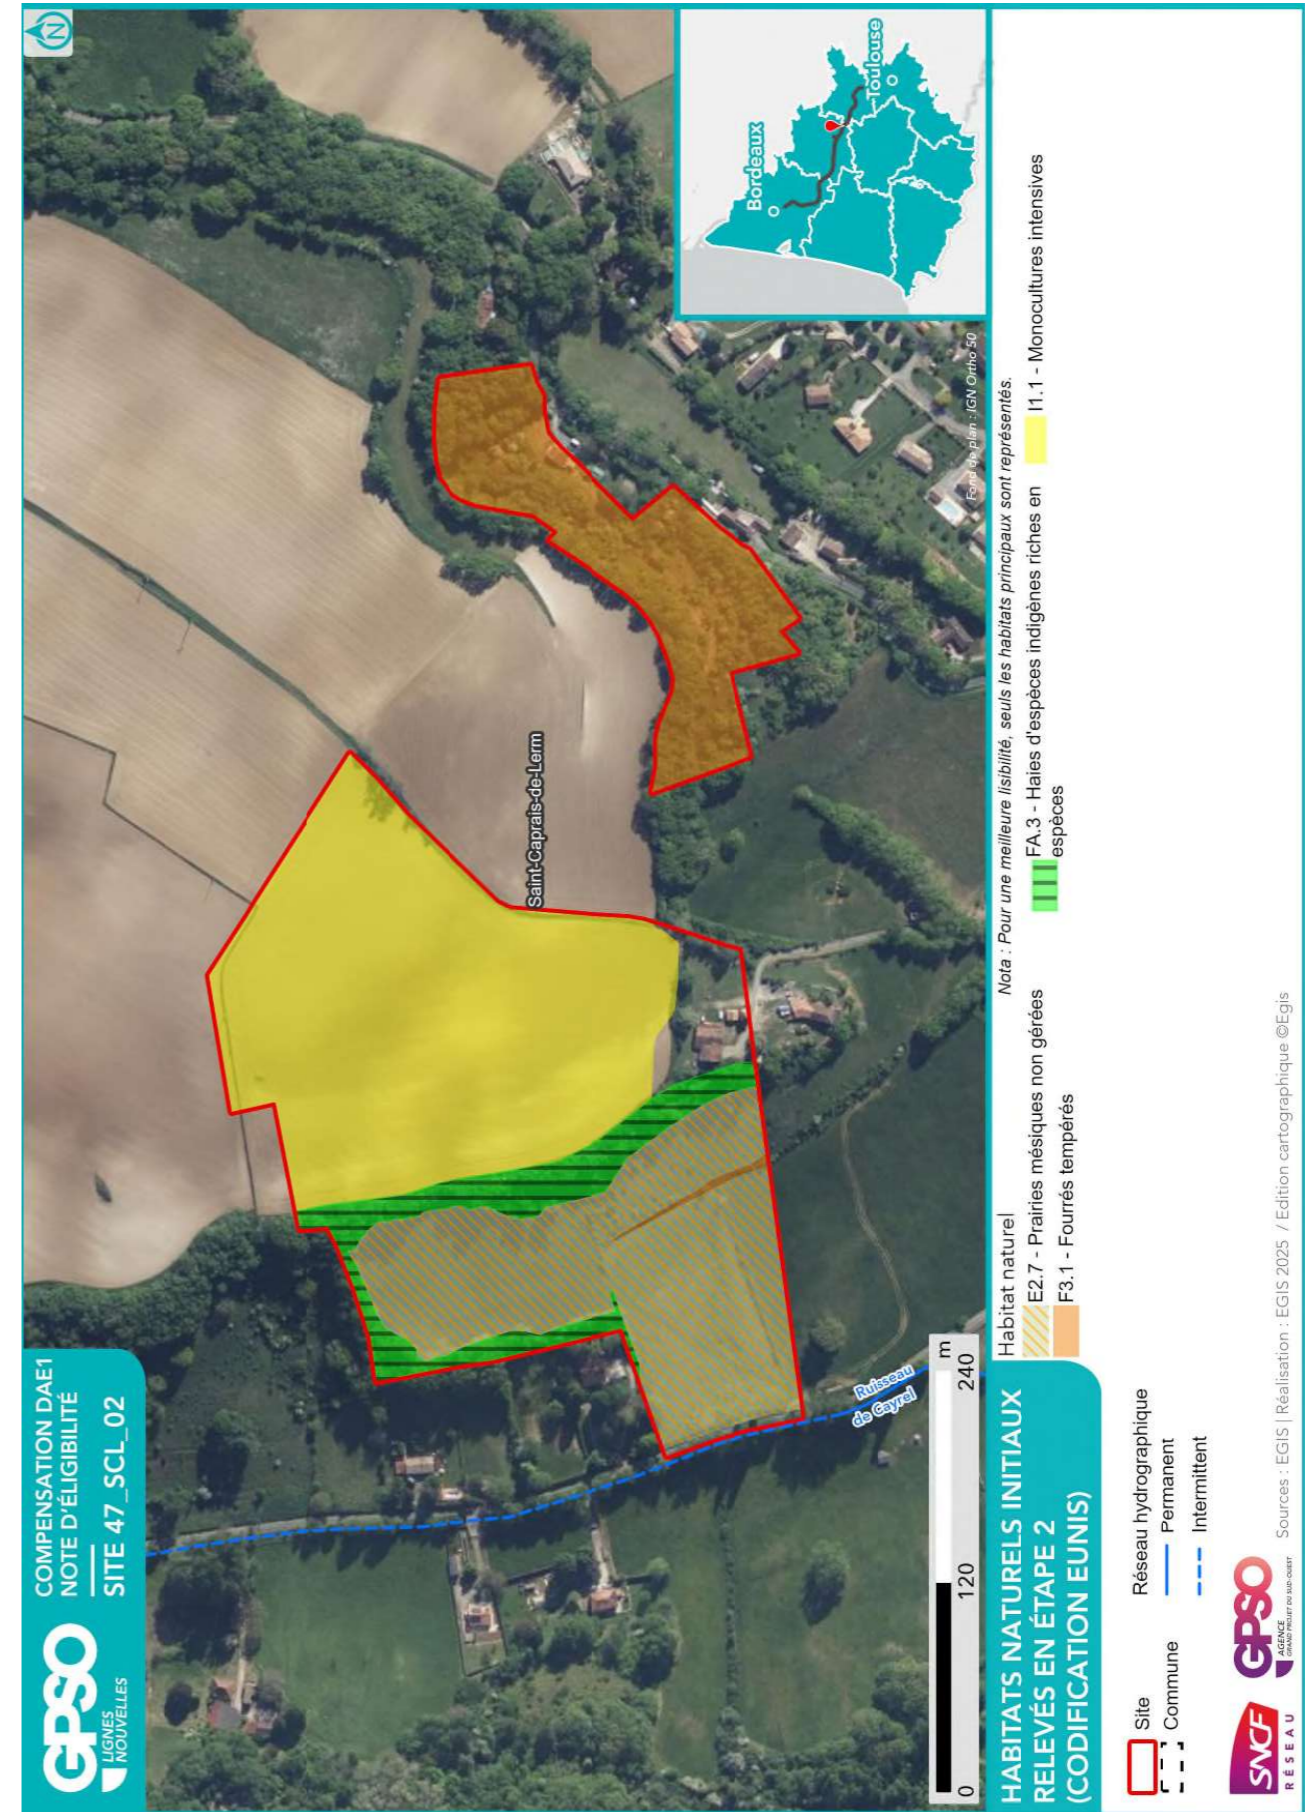 GPSO
LIGNES
NOUVELLES
COMPENSATION DAE1
NOTE D'ÉLIGIBILITÉ
SITE 47_SCL_02
N
Saint-Caprais-de-Lerm
Ruisseau
de Cayrel
0 120 240 m
Bordeaux
Toulouse
Fond de plan : IGN Ortho 50
HABITATS NATURELS INITIAUX
RELEVÉS EN ÉTAPE 2
(CODIFICATION EUNIS)
Nota : Pour une meilleure lisibilité, seuls les habitats principaux sont représentés.
Habitat naturel
E2.7 - Prairies mésiques non gérées
F3.1 - Fourrés tempérés
FA.3 - Haies d'espèces indigènes riches en
espèces
I1.1 - Monocultures intensives
Site
Commune
Réseau hydrographique
Permanent
Intermittent
SNCF
RÉSEAU
GPSO
AGENCE
GRAND PROJET DU SUD-OUEST
Sources : EGIS | Réalisation : EGIS 2025 / Edition cartographique ©Egis